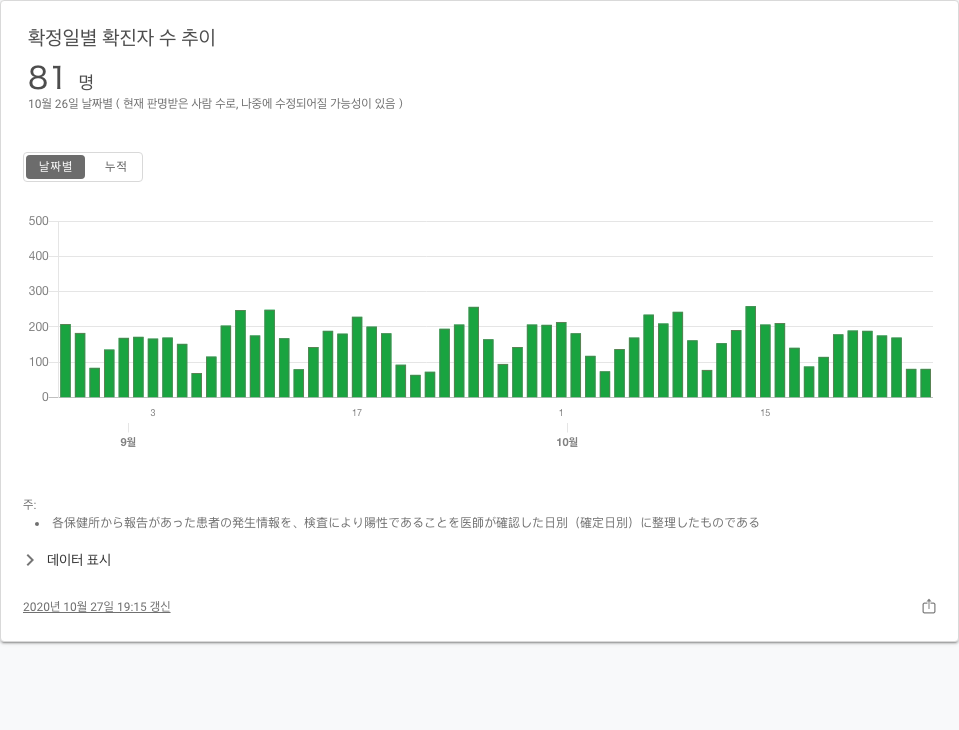 확정일별 확진자 수 추이
81 명
10월 26일 날짜별 ( 현재 판명받은 사람 수로, 나중에 수정되어질 가능성이 있음 )
날짜별 누적
500
400
300
200
100
0
3 17 1 15
9월 10월
주:
• 各保健所から報告があった患者の発生情報を、検査により陽性であることを医師が確認した日別（確定日別）に整理したものである
데이터 표시
2020년 10월 27일 19:15 갱신